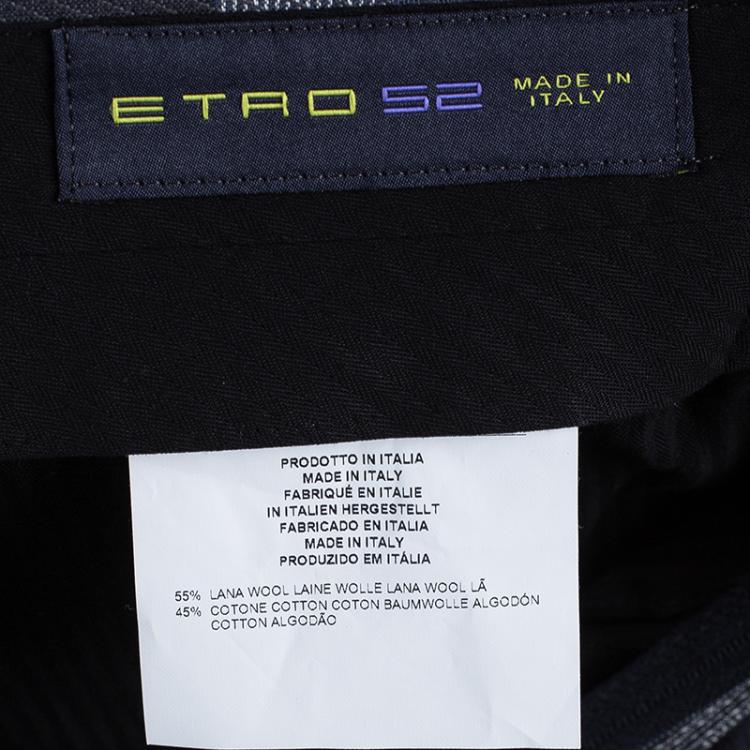 ETRO 52 MADE IN
ITALY
PRODOTTO IN ITALIA
MADE IN ITALY
FABRIQUÉ EN ITALIE
IN ITALIEN HERGESTELLT
FABRICADO EN ITALIA
MADE IN ITALY
PRODUZIDO EM ITÁLIA
55% LANA WOOL LAINE WOLLE LANA WOOL LÃ
45% COTONE COTTON COTON BAUMWOLLE ALGODÓN
COTTON ALGODÃO